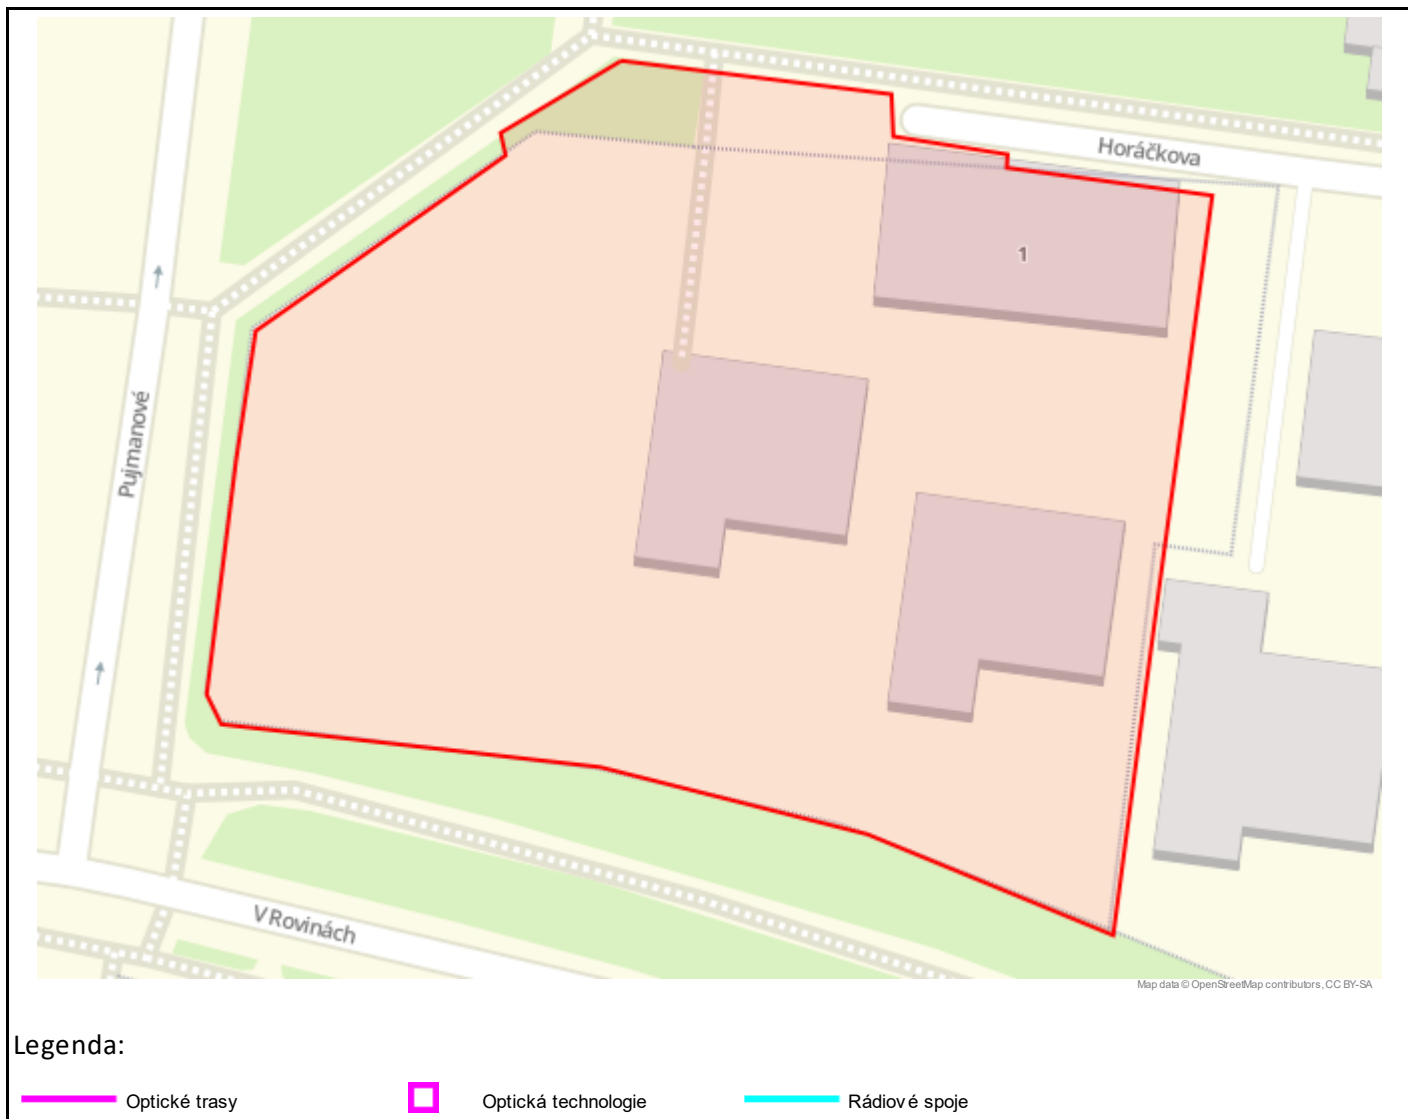 Horáčkova
1
Pujmanové
V Rovinách
Map data © OpenStreetMap contributors, CC BY-SA
Legenda:
Optické trasy
Optická technologie
Rádiové spoje